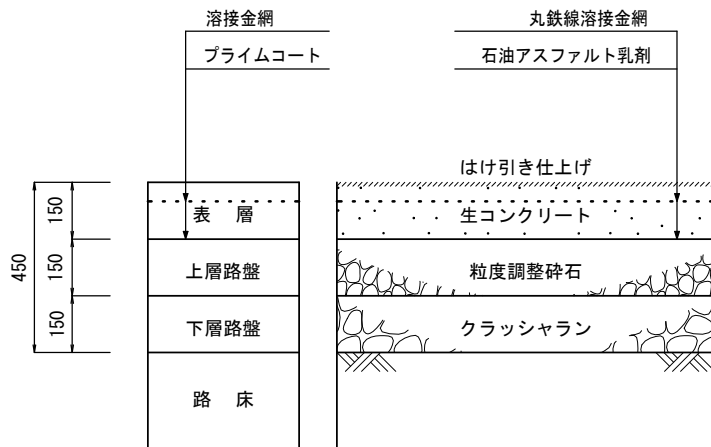 溶接金網
丸鉄線溶接金網
プライムコート
石油アスファルト乳剤
はけ引き仕上げ
150
表 層
生コンクリート
450
150
上層路盤
粒度調整砕石
150
下層路盤
クラッシャラン
路 床